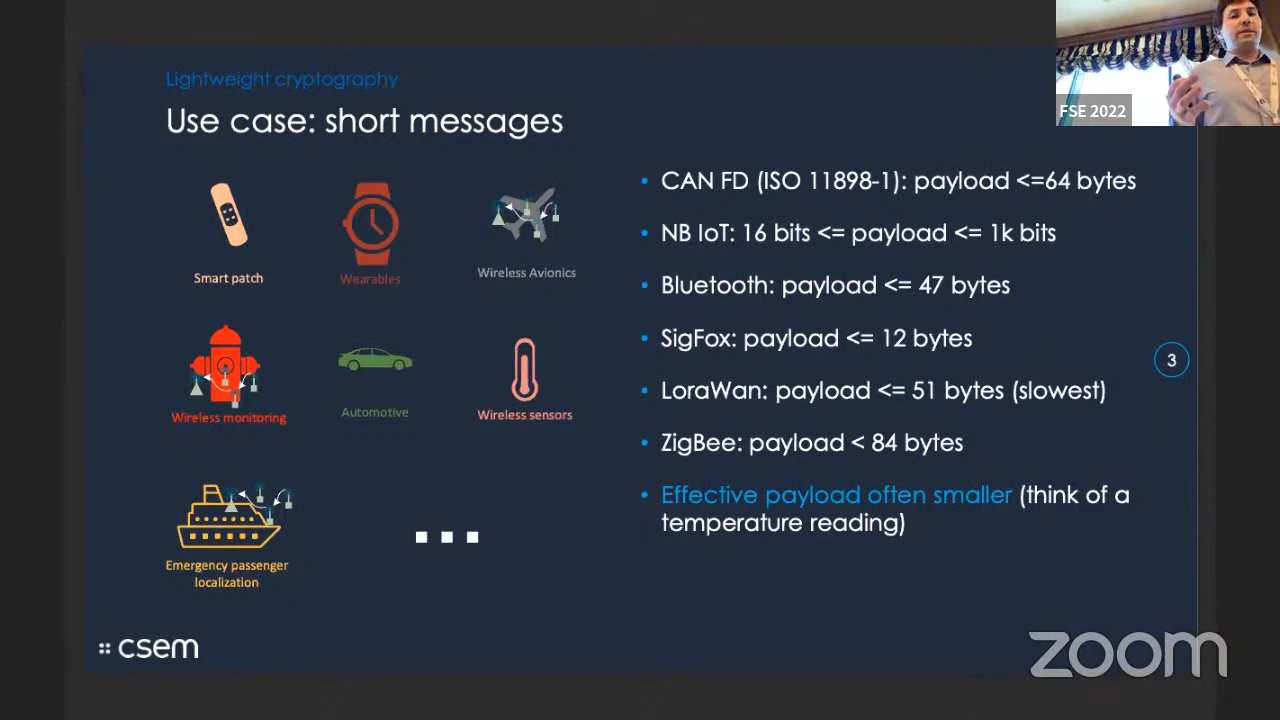 Lightweight cryptography
Use case: short messages
FSE 2022
Smart patch
Wearables
Wireless Avionics
Wireless monitoring
Automotive
Wireless sensors
Emergency passenger
localization
• CAN FD (ISO 11898-1): payload <=64 bytes
• NB IoT: 16 bits <= payload <= 1k bits
• Bluetooth: payload <= 47 bytes
• SigFox: payload <= 12 bytes
• LoraWan: payload <= 51 bytes (slowest)
• ZigBee: payload < 84 bytes
• Effective payload often smaller (think of a
temperature reading)
3
csem
zoom